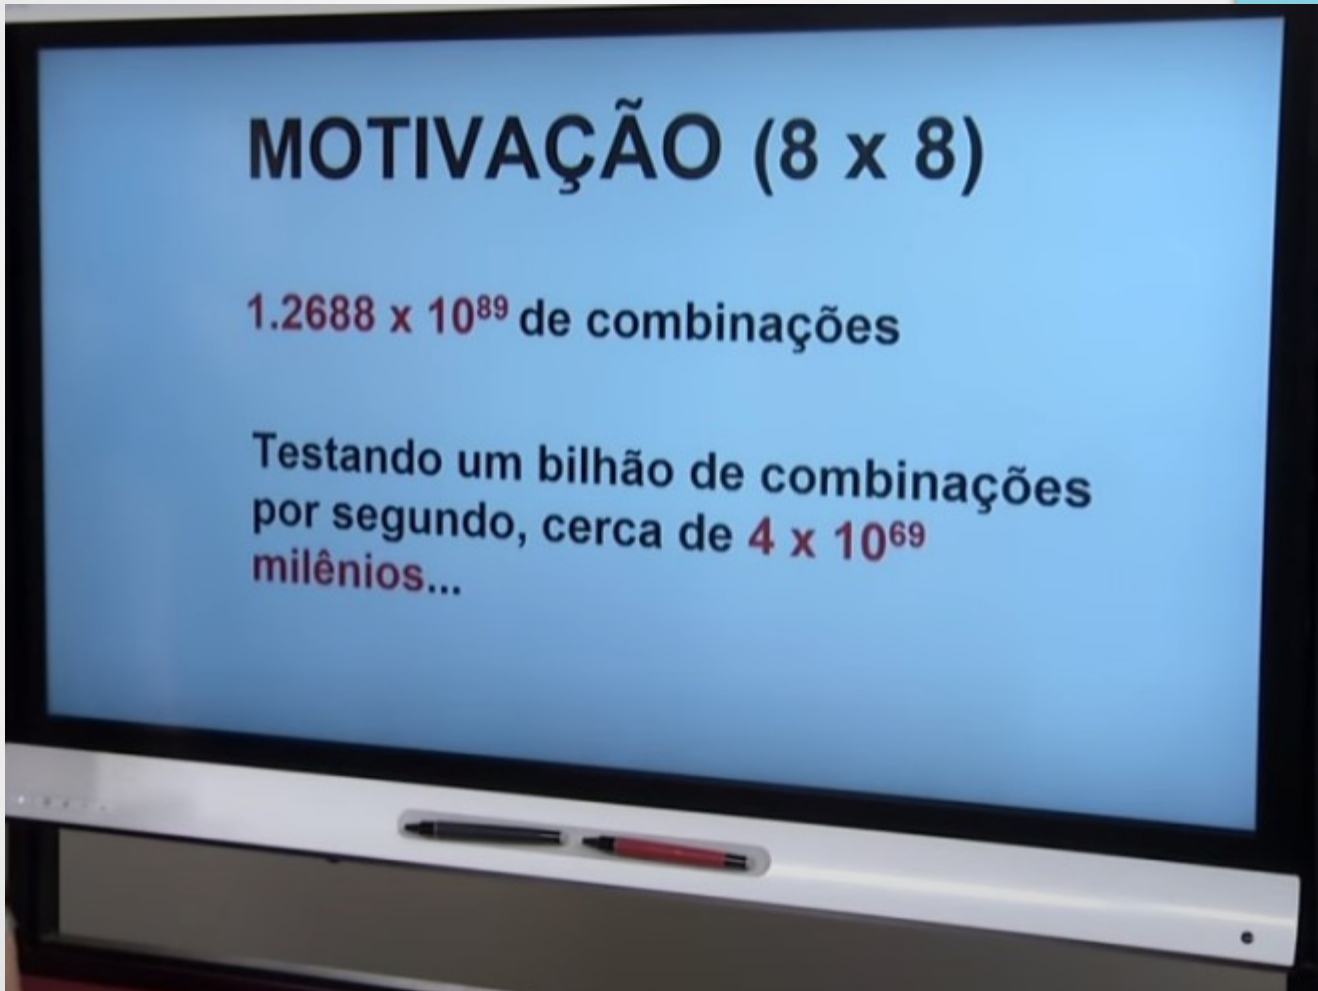 MOTIVAÇÃO (8 x 8)
1.2688 x 10⁸⁹ de combinações
Testando um bilhão de combinações
por segundo, cerca de 4 x 10⁶⁹
milênios...